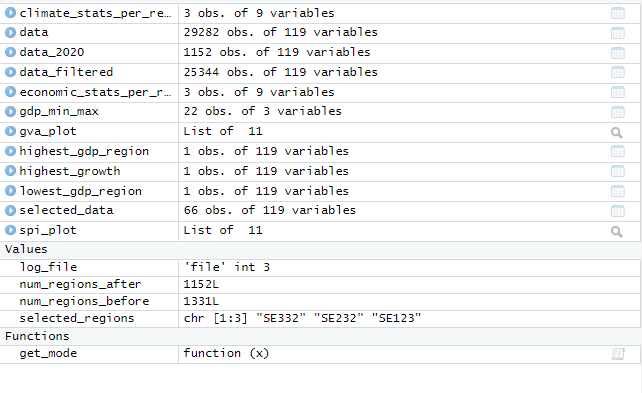 climate_stats_per_re… 3 obs. of 9 variables
data 29282 obs. of 119 variables
data_2020 1152 obs. of 119 variables
data_filtered 25344 obs. of 119 variables
economic_stats_per_r… 3 obs. of 9 variables
gdp_min_max 22 obs. of 3 variables
gva_plot List of 11
highest_gdp_region 1 obs. of 119 variables
highest_growth 1 obs. of 119 variables
lowest_gdp_region 1 obs. of 119 variables
selected_data 66 obs. of 119 variables
spi_plot List of 11
Values
log_file 'file' int 3
num_regions_after 1152L
num_regions_before 1331L
selected_regions chr [1:3] "SE332" "SE232" "SE123"
Functions
get_mode function (x)